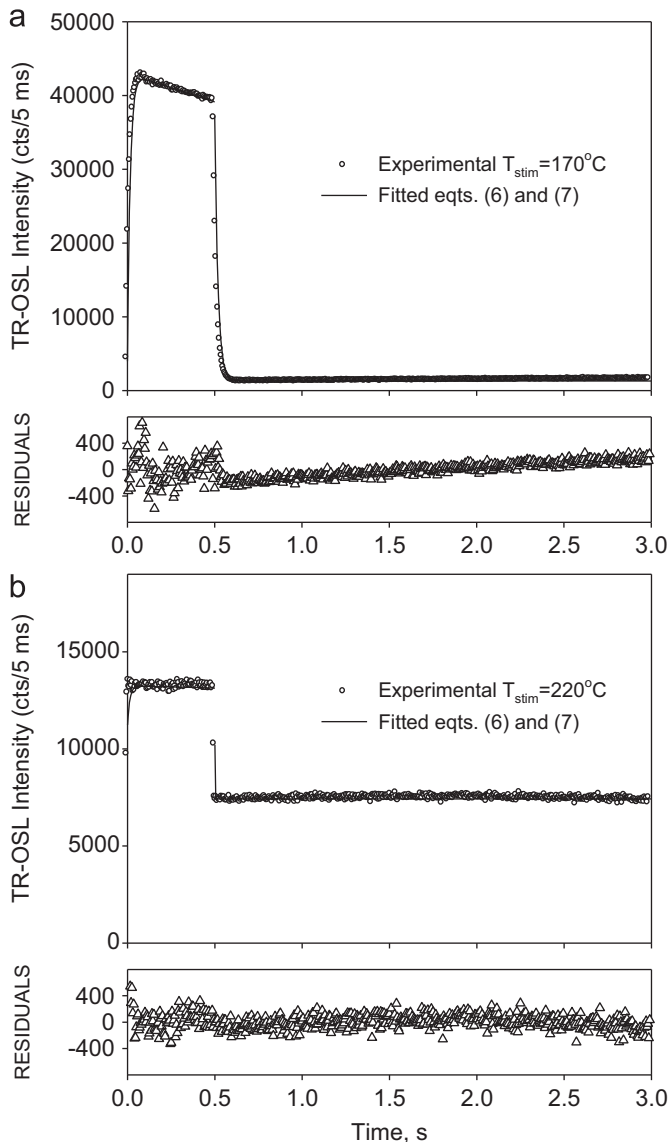 a
50000
40000
30000
20000
10000
0
TR-OSL Intensity (cts/5 ms)
Experimental T_stim=170°C
Fitted eqts. (6) and (7)
400
0
-400
RESIDUALS
0.0 0.5 1.0 1.5 2.0 2.5 3.0
b
15000
10000
5000
0
TR-OSL Intensity (cts/5 ms)
Experimental T_stim=220°C
Fitted eqts. (6) and (7)
400
0
-400
RESIDUALS
0.0 0.5 1.0 1.5 2.0 2.5 3.0
Time, s